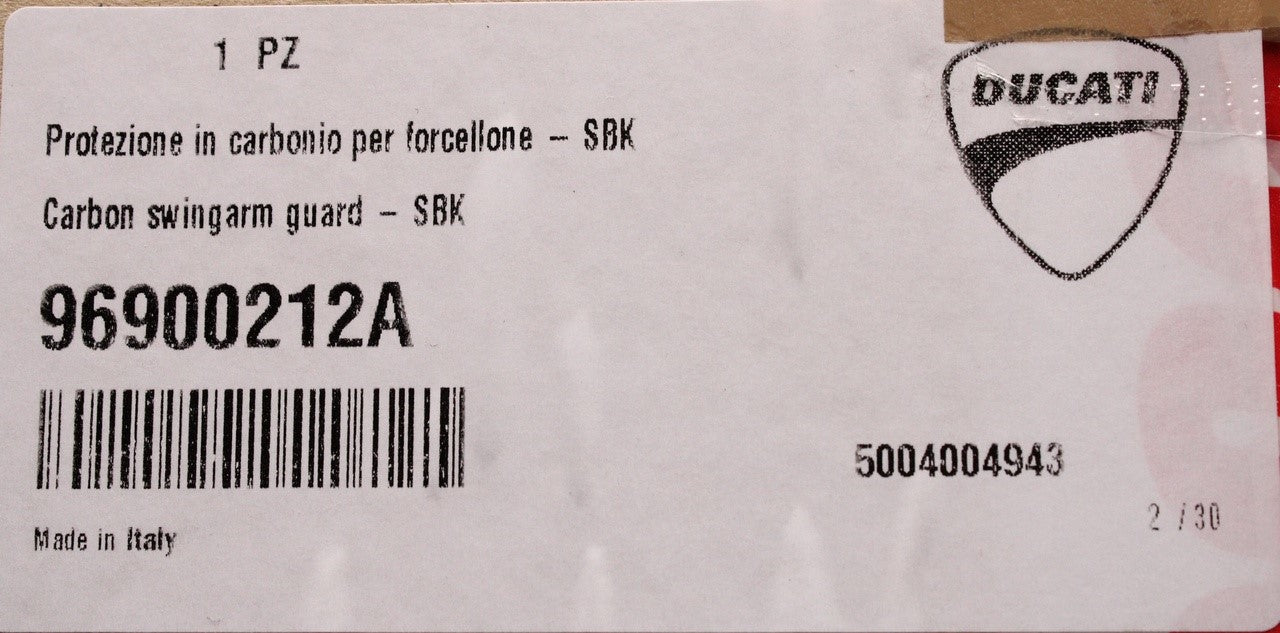 1 PZ
DUCATI
Protezione in carbonio per forcellone – SBK
Carbon swingarm guard – SBK
96900212A
5004004943
2 / 30
Made in Italy